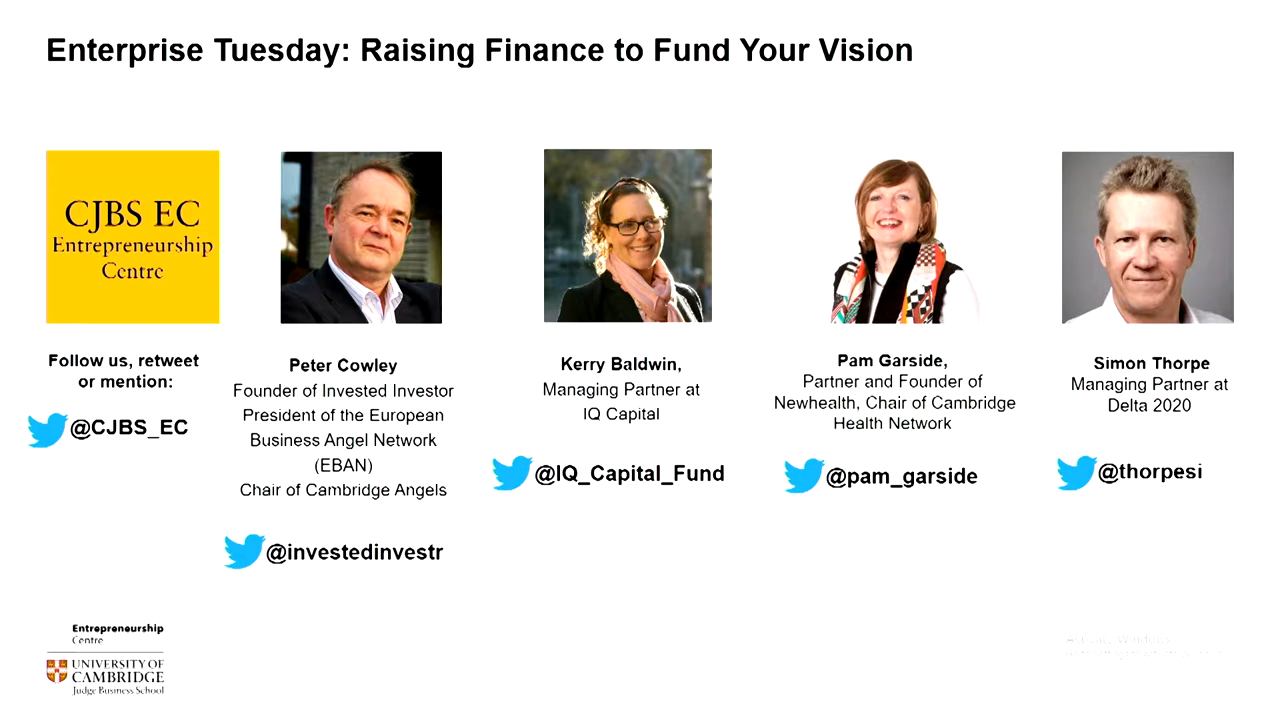 Enterprise Tuesday: Raising Finance to Fund Your Vision
CJBS EC
Entrepreneurship
Centre
Follow us, retweet
or mention:
@CJBS_EC
Peter Cowley
Founder of Invested Investor
President of the European
Business Angel Network
(EBAN)
Chair of Cambridge Angels
@investedinvestr
Kerry Baldwin,
Managing Partner at
IQ Capital
@IQ_Capital_Fund
Pam Garside,
Partner and Founder of
Newhealth, Chair of Cambridge
Health Network
@pam_garside
Simon Thorpe
Managing Partner at
Delta 2020
@thorpesi
Entrepreneurship
Centre
UNIVERSITY OF
CAMBRIDGE
Judge Business School